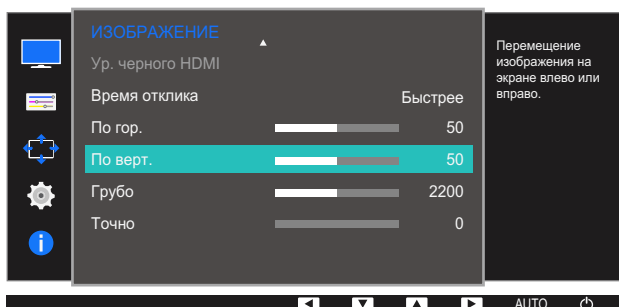 ИЗОБРАЖЕНИЕ
Ур. черного HDMI
Время отклика Быстрее
По гор. 50
По верт. 50
Грубо 2200
Точно 0
Перемещение
изображения на
экране влево или
вправо.
AUTO